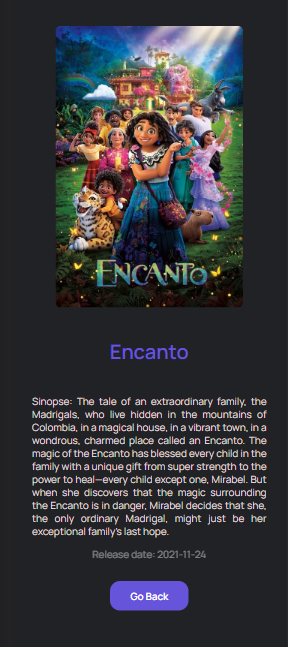 ENCANTO
Encanto
Sinopse: The tale of an extraordinary family, the
Madrigals, who live hidden in the mountains of
Colombia, in a magical house, in a vibrant town, in a
wondrous, charmed place called an Encanto. The
magic of the Encanto has blessed every child in the
family with a unique gift from super strength to the
power to heal—every child except one, Mirabel. But
when she discovers that the magic surrounding
the Encanto is in danger, Mirabel decides that she,
the only ordinary Madrigal, might just be her
exceptional family's last hope.
Release date: 2021-11-24
Go Back